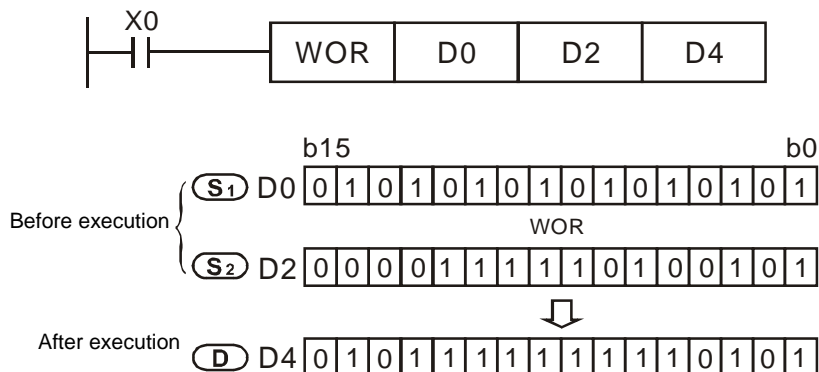 X0
WOR D0 D2 D4
b15 b0
S1 D0 0 1 0 1 0 1 0 1 0 1 0 1 0 1 0 1
Before execution
WOR
S2 D2 0 0 0 0 1 1 1 1 1 0 1 0 0 1 0 1
After execution
D D4 0 1 0 1 1 1 1 1 1 1 1 1 0 1 0 1